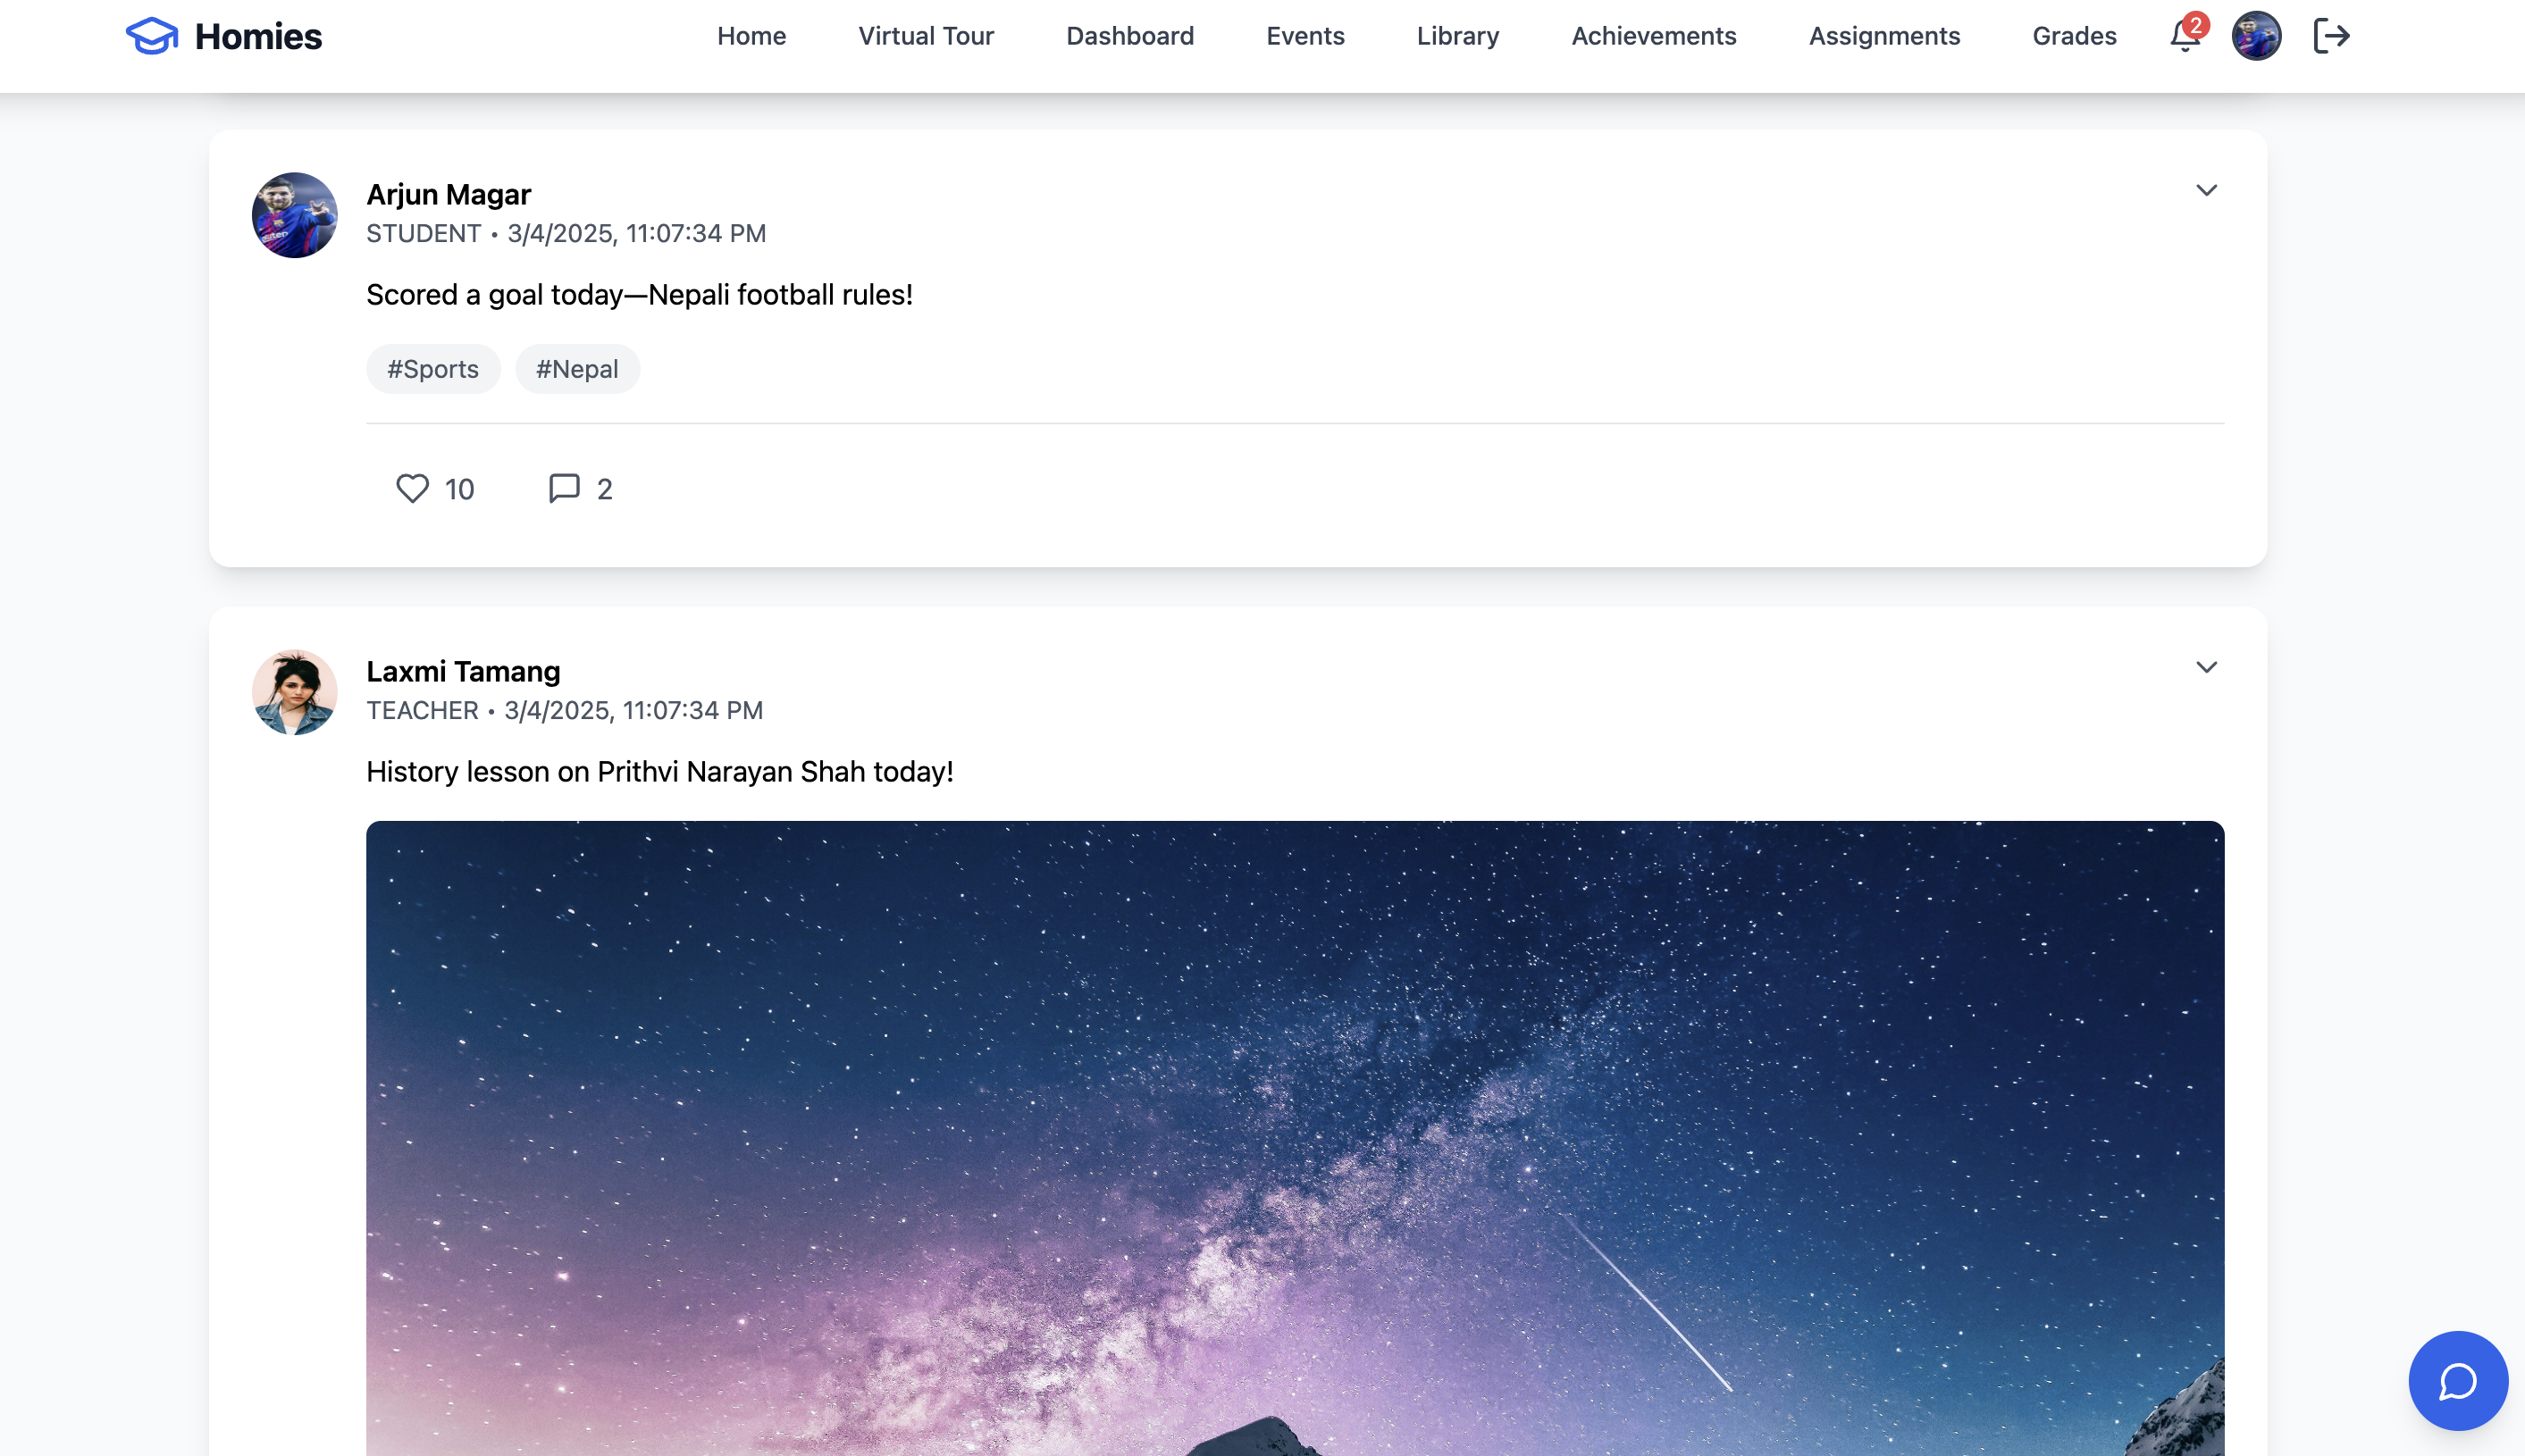 Homies
Home Virtual Tour Dashboard Events Library Achievements Assignments Grades 2
Arjun Magar
STUDENT • 3/4/2025, 11:07:34 PM
Scored a goal today—Nepali football rules!
#Sports #Nepal
10 2
Laxmi Tamang
TEACHER • 3/4/2025, 11:07:34 PM
History lesson on Prithvi Narayan Shah today!